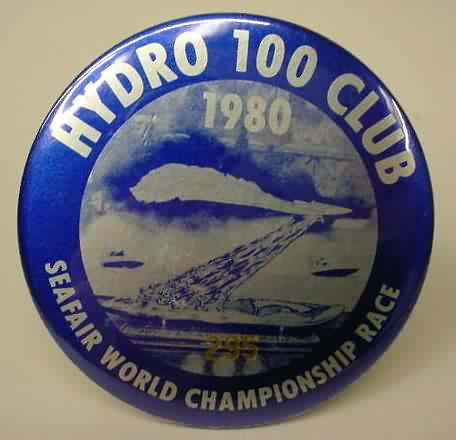 HYDRO 100 CLUB
1980
295
SEAFAIR WORLD CHAMPIONSHIP RACE